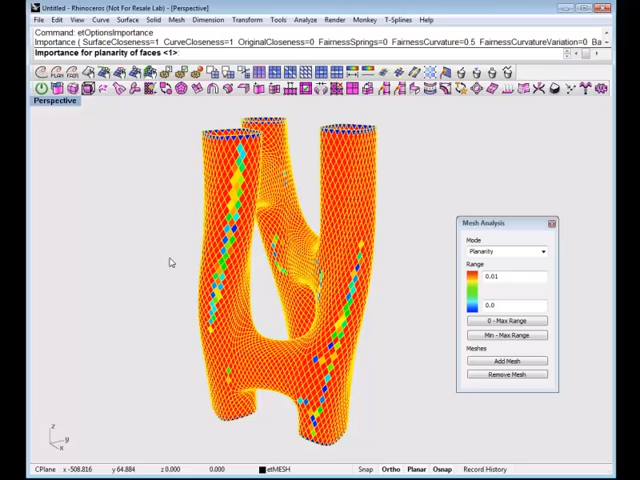 Untitled - Rhinoceros (Not For Resale Lab) - [Perspective]
File Edit View Curve Surface Solid Mesh Dimension Transform Tools Analyze Render Monkey T-Splines Help
Command: etOptionsImportance
Importance ( SurfaceCloseness=1 CurveCloseness=1 OriginalCloseness=0 FairnessSprings=0 FairnessCurvature=0.5 FairnessCurvatureVariation=0 Ba
Importance for planarity of faces <1>
Perspective
Mesh Analysis
Mode
Planarity
Range
0.01
0.0
0 - Max Range
Min - Max Range
Meshes
Add Mesh
Remove Mesh
z
y
x
CPlane x -508.816 y 64.884 z 0.000 0.000 etMESH Snap Ortho Planar Osnap Record History